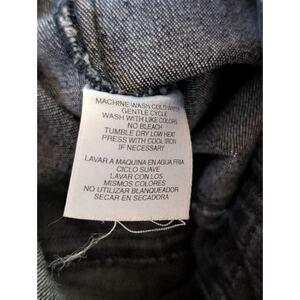 MACHINE WASH COLD WATER
GENTLE CYCLE
WASH WITH LIKE COLORS
NO BLEACH
TUMBLE DRY LOW HEAT
PRESS WITH COOL IRON
IF NECESSARY
LAVAR A MAQUINA EN AGUA FRIA
CICLO SUAVE
LAVAR CON LOS
MISMOS COLORES
NO UTILIZAR BLANQUEADOR
SECAR EN SECADORA